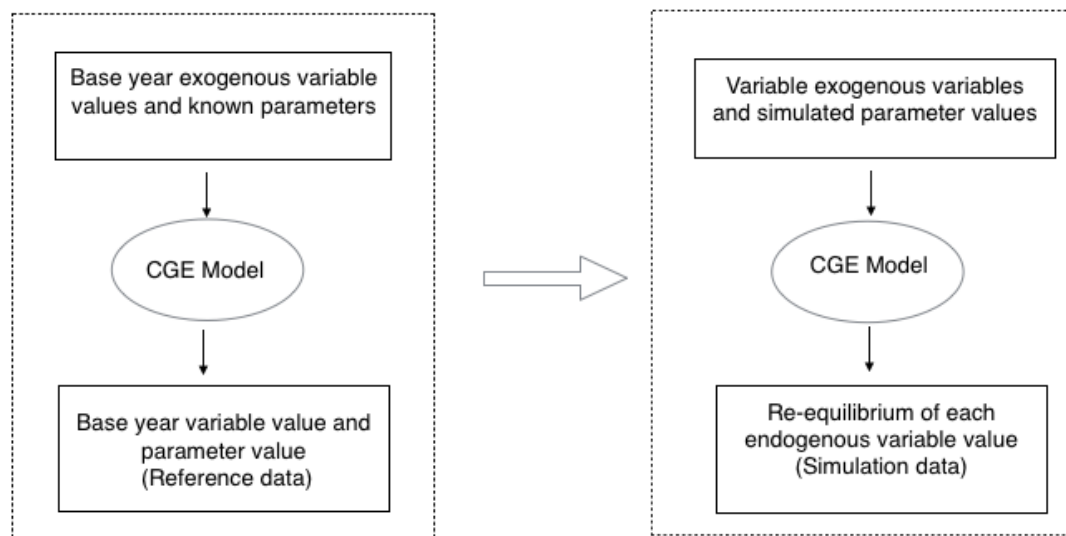 Base year exogenous variable
values and known parameters
CGE Model
Base year variable value and
parameter value
(Reference data)
Variable exogenous variables
and simulated parameter values
CGE Model
Re-equilibrium of each
endogenous variable value
(Simulation data)